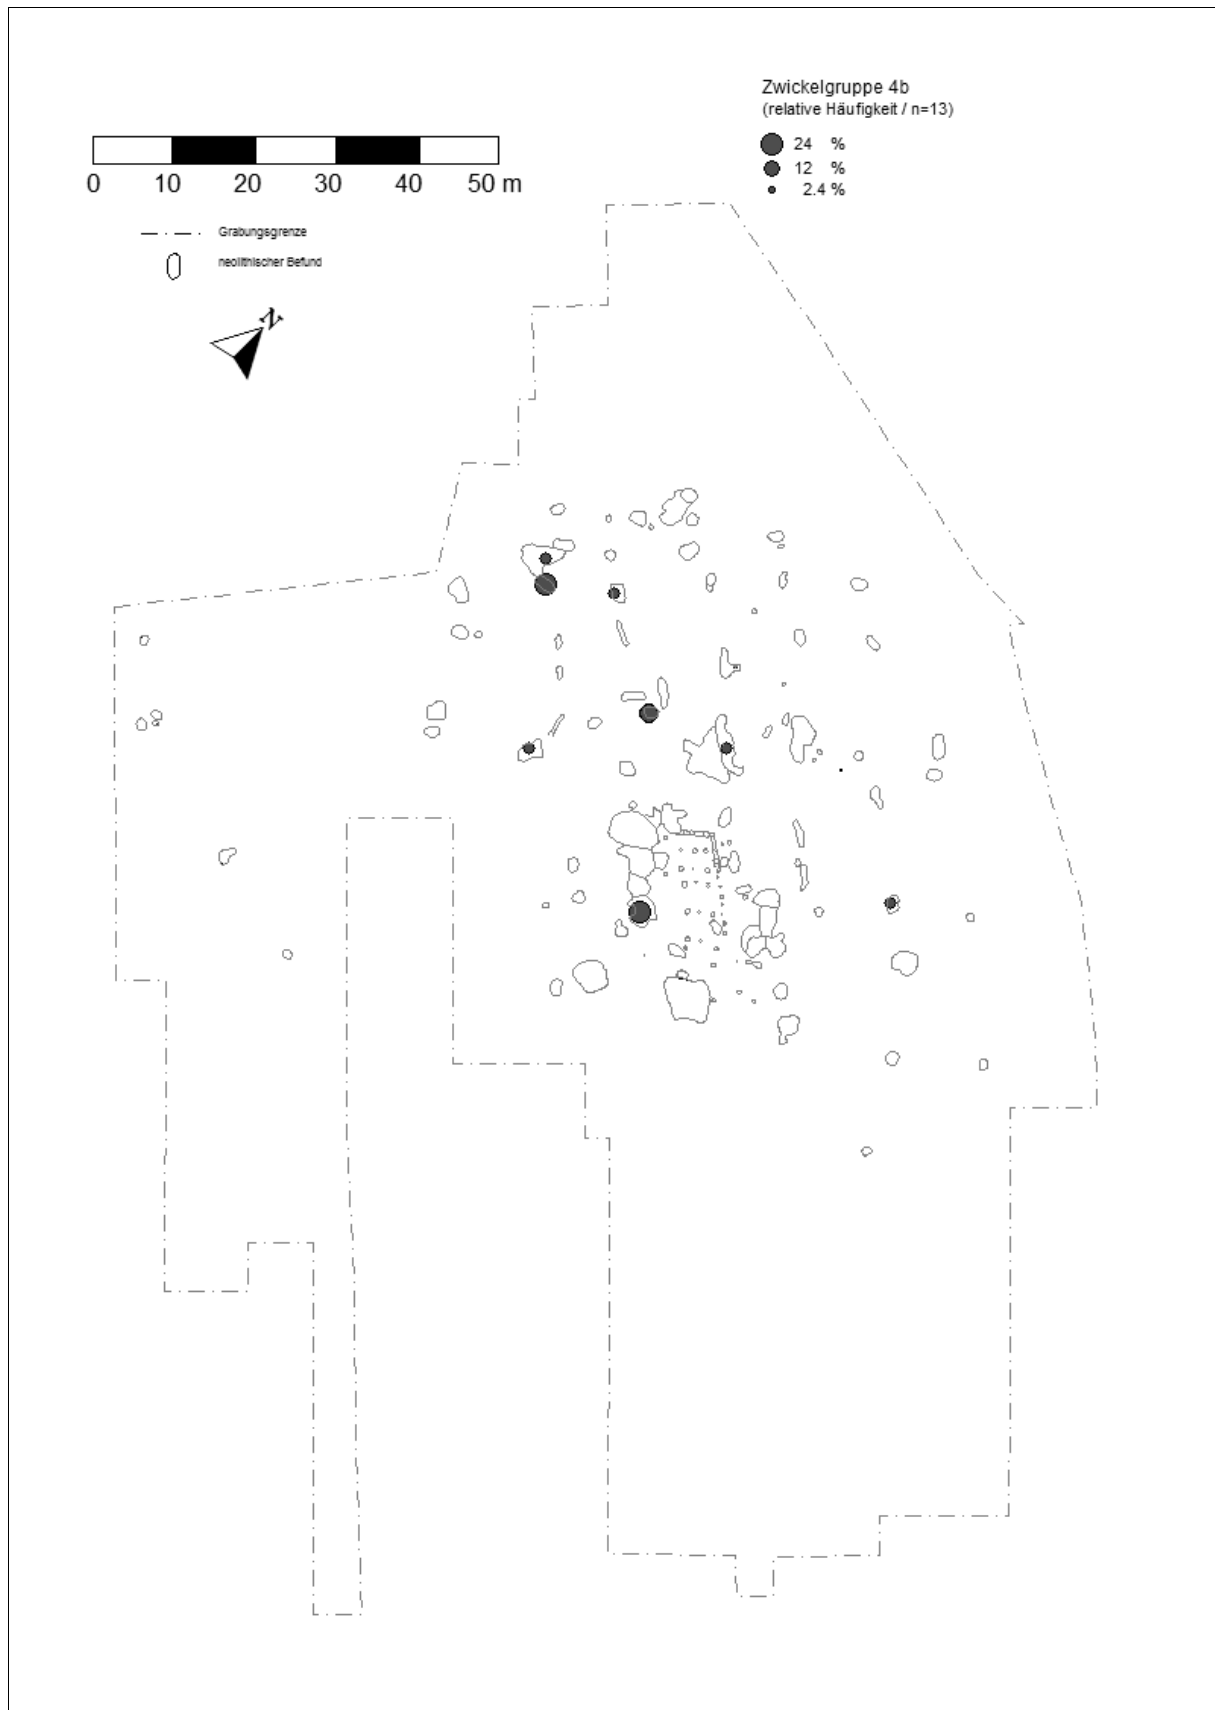 Zwickelgruppe 4b
(relative Häufigkeit / n=13)
24 %
12 %
2.4 %
0 10 20 30 40 50 m
Grabungsgrenze
neolithischer Befund
N